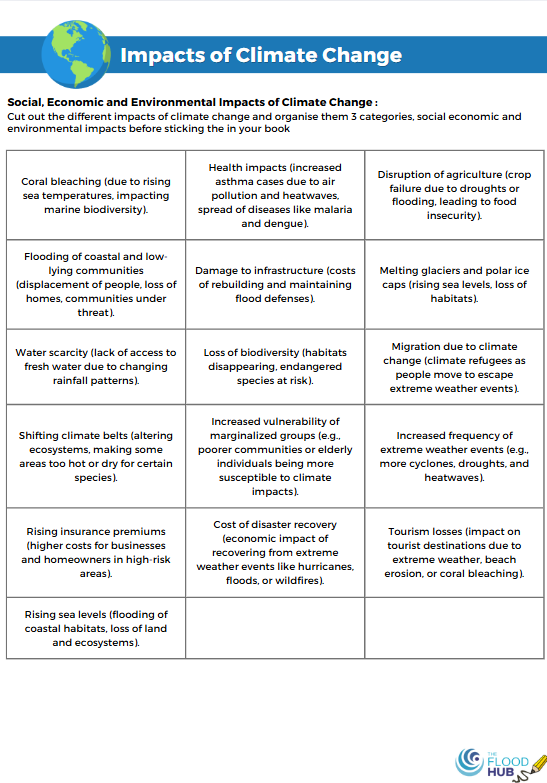 Impacts of Climate Change
Social, Economic and Environmental Impacts of Climate Change :
Cut out the different impacts of climate change and organise them 3 categories, social economic and
environmental impacts before sticking the in your book
Coral bleaching (due to rising
sea temperatures, impacting
marine biodiversity).
Health impacts (increased
asthma cases due to air
pollution and heatwaves,
spread of diseases like malaria
and dengue).
Disruption of agriculture (crop
failure due to droughts or
flooding, leading to food
insecurity).
Flooding of coastal and low-
lying communities
(displacement of people, loss of
homes, communities under
threat).
Damage to infrastructure (costs
of rebuilding and maintaining
flood defenses).
Melting glaciers and polar ice
caps (rising sea levels, loss of
habitats).
Water scarcity (lack of access to
fresh water due to changing
rainfall patterns).
Loss of biodiversity (habitats
disappearing, endangered
species at risk).
Migration due to climate
change (climate refugees as
people move to escape
extreme weather events).
Shifting climate belts (altering
ecosystems, making some
areas too hot or dry for certain
species).
Increased vulnerability of
marginalized groups (e.g.,
poorer communities or elderly
individuals being more
susceptible to climate
impacts).
Increased frequency of
extreme weather events (e.g.,
more cyclones, droughts, and
heatwaves).
Rising insurance premiums
(higher costs for businesses
and homeowners in high-risk
areas).
Cost of disaster recovery
(economic impact of
recovering from extreme
weather events like hurricanes,
floods, or wildfires).
Tourism losses (impact on
tourist destinations due to
extreme weather, beach
erosion, or coral bleaching).
Rising sea levels (flooding of
coastal habitats, loss of land
and ecosystems).
THE
FLOOD
HUB